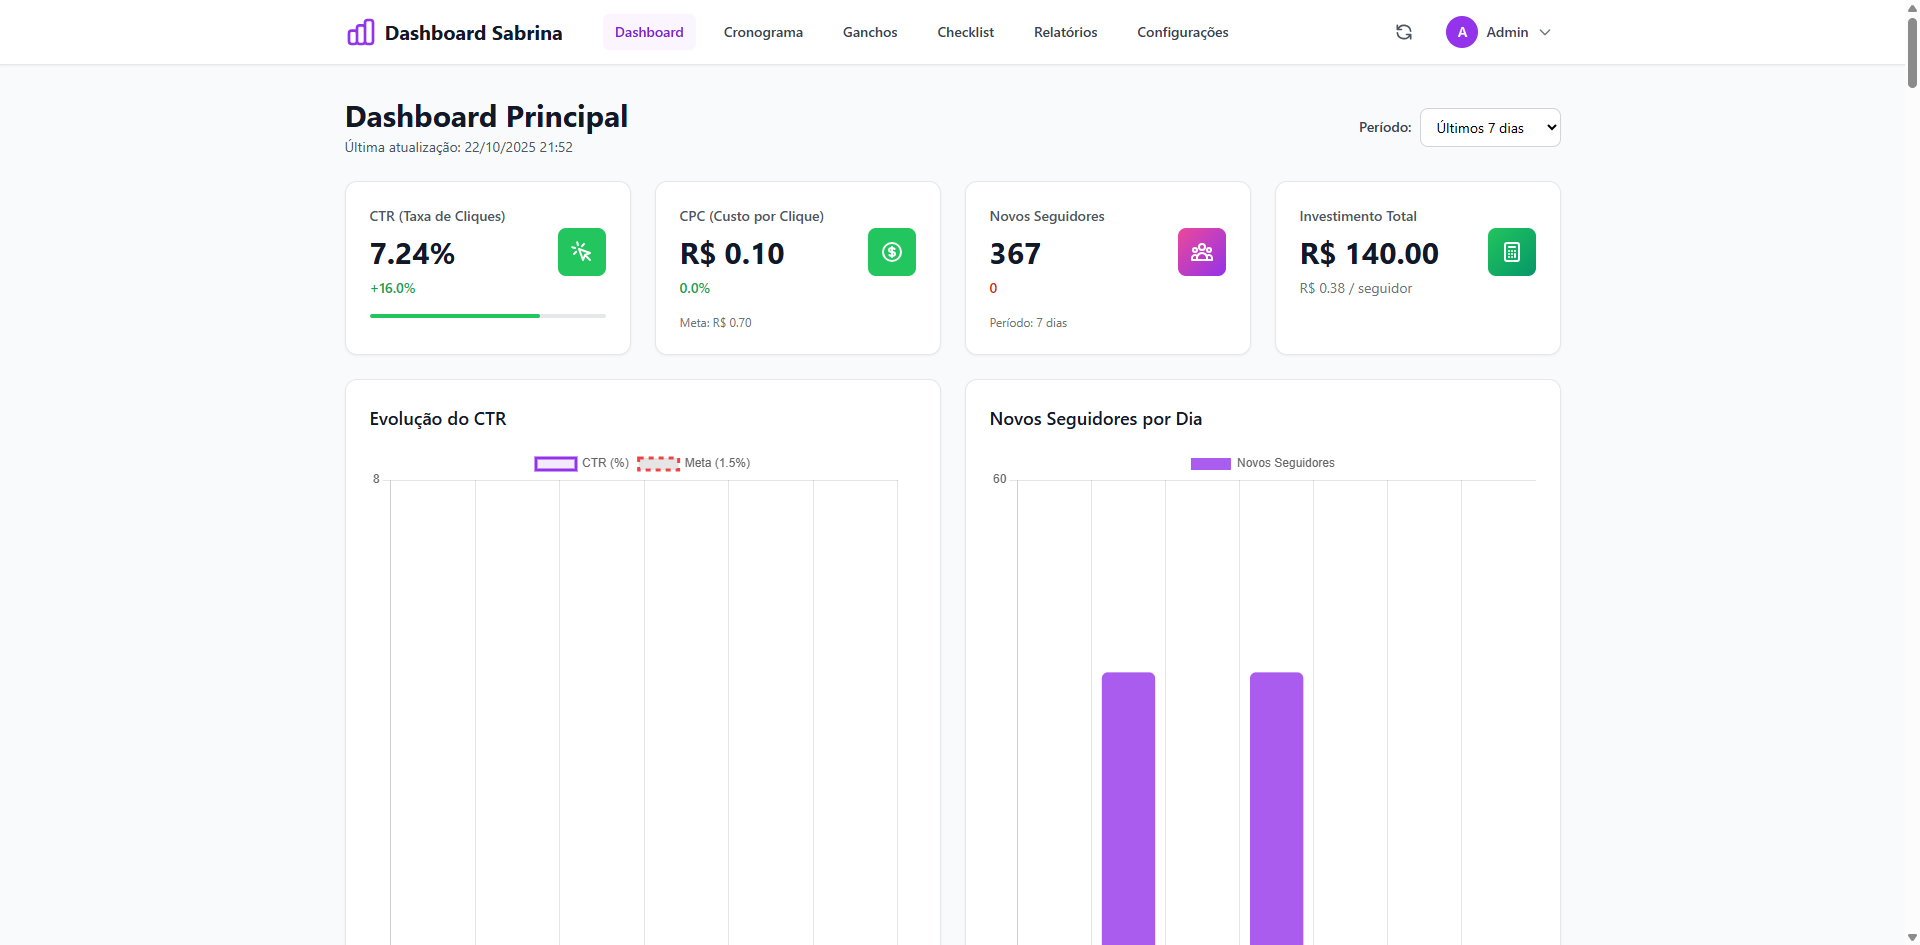 Dashboard Sabrina
Dashboard
Cronograma
Ganchos
Checklist
Relatórios
Configurações
A
Admin
Dashboard Principal
Última atualização: 22/10/2025 21:52
Período:
Últimos 7 dias
CTR (Taxa de Cliques)
7.24%
+16.0%
CPC (Custo por Clique)
R$ 0.10
0.0%
Meta: R$ 0.70
Novos Seguidores
367
0
Período: 7 dias
Investimento Total
R$ 140.00
R$ 0.38 / seguidor
Evolução do CTR
CTR (%)
Meta (1.5%)
8
Novos Seguidores por Dia
Novos Seguidores
60